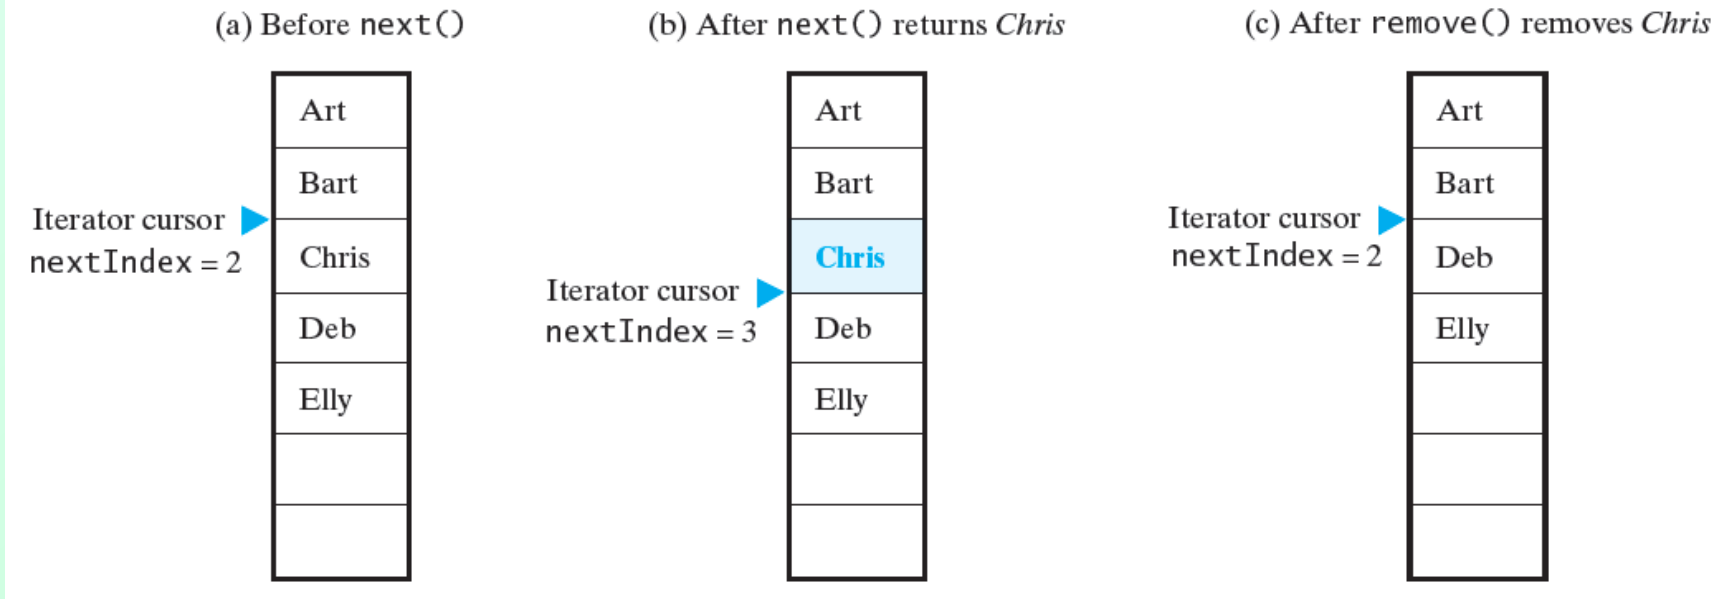 (a) Before next()
Art
Bart
Iterator cursor
nextIndex = 2
Chris
Deb
Elly
(b) After next() returns Chris
Art
Bart
Chris
Iterator cursor
nextIndex = 3
Deb
Elly
(c) After remove() removes Chris
Art
Bart
Iterator cursor
nextIndex = 2
Deb
Elly